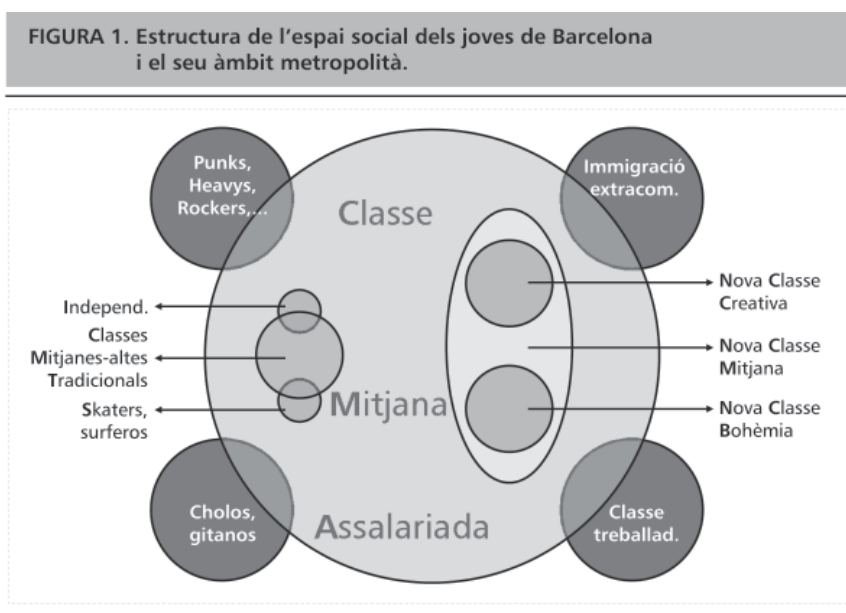 FIGURA 1. Estructura de l'espai social dels joves de Barcelona
i el seu àmbit metropolità.
Punks,
Heavys,
Rockers,...
Immigració
extracom.
Classe
Independ.
Classes
Mitjanes-altes
Tradicionals
Skaters,
surferos
Nova Classe
Creativa
Nova Classe
Mitjana
Nova Classe
Bohèmia
Mitjana
Cholos,
gitanos
Assalariada
Classe
treballad.